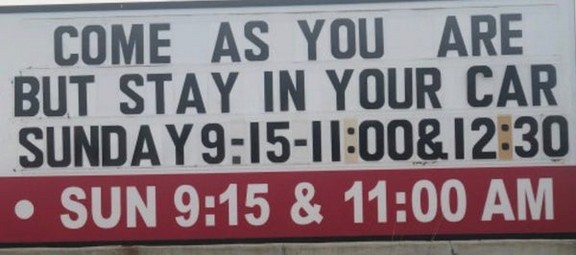 COME AS YOU ARE
BUT STAY IN YOUR CAR
SUNDAY 9:15-11:00&12:30
• SUN 9:15 & 11:00 AM